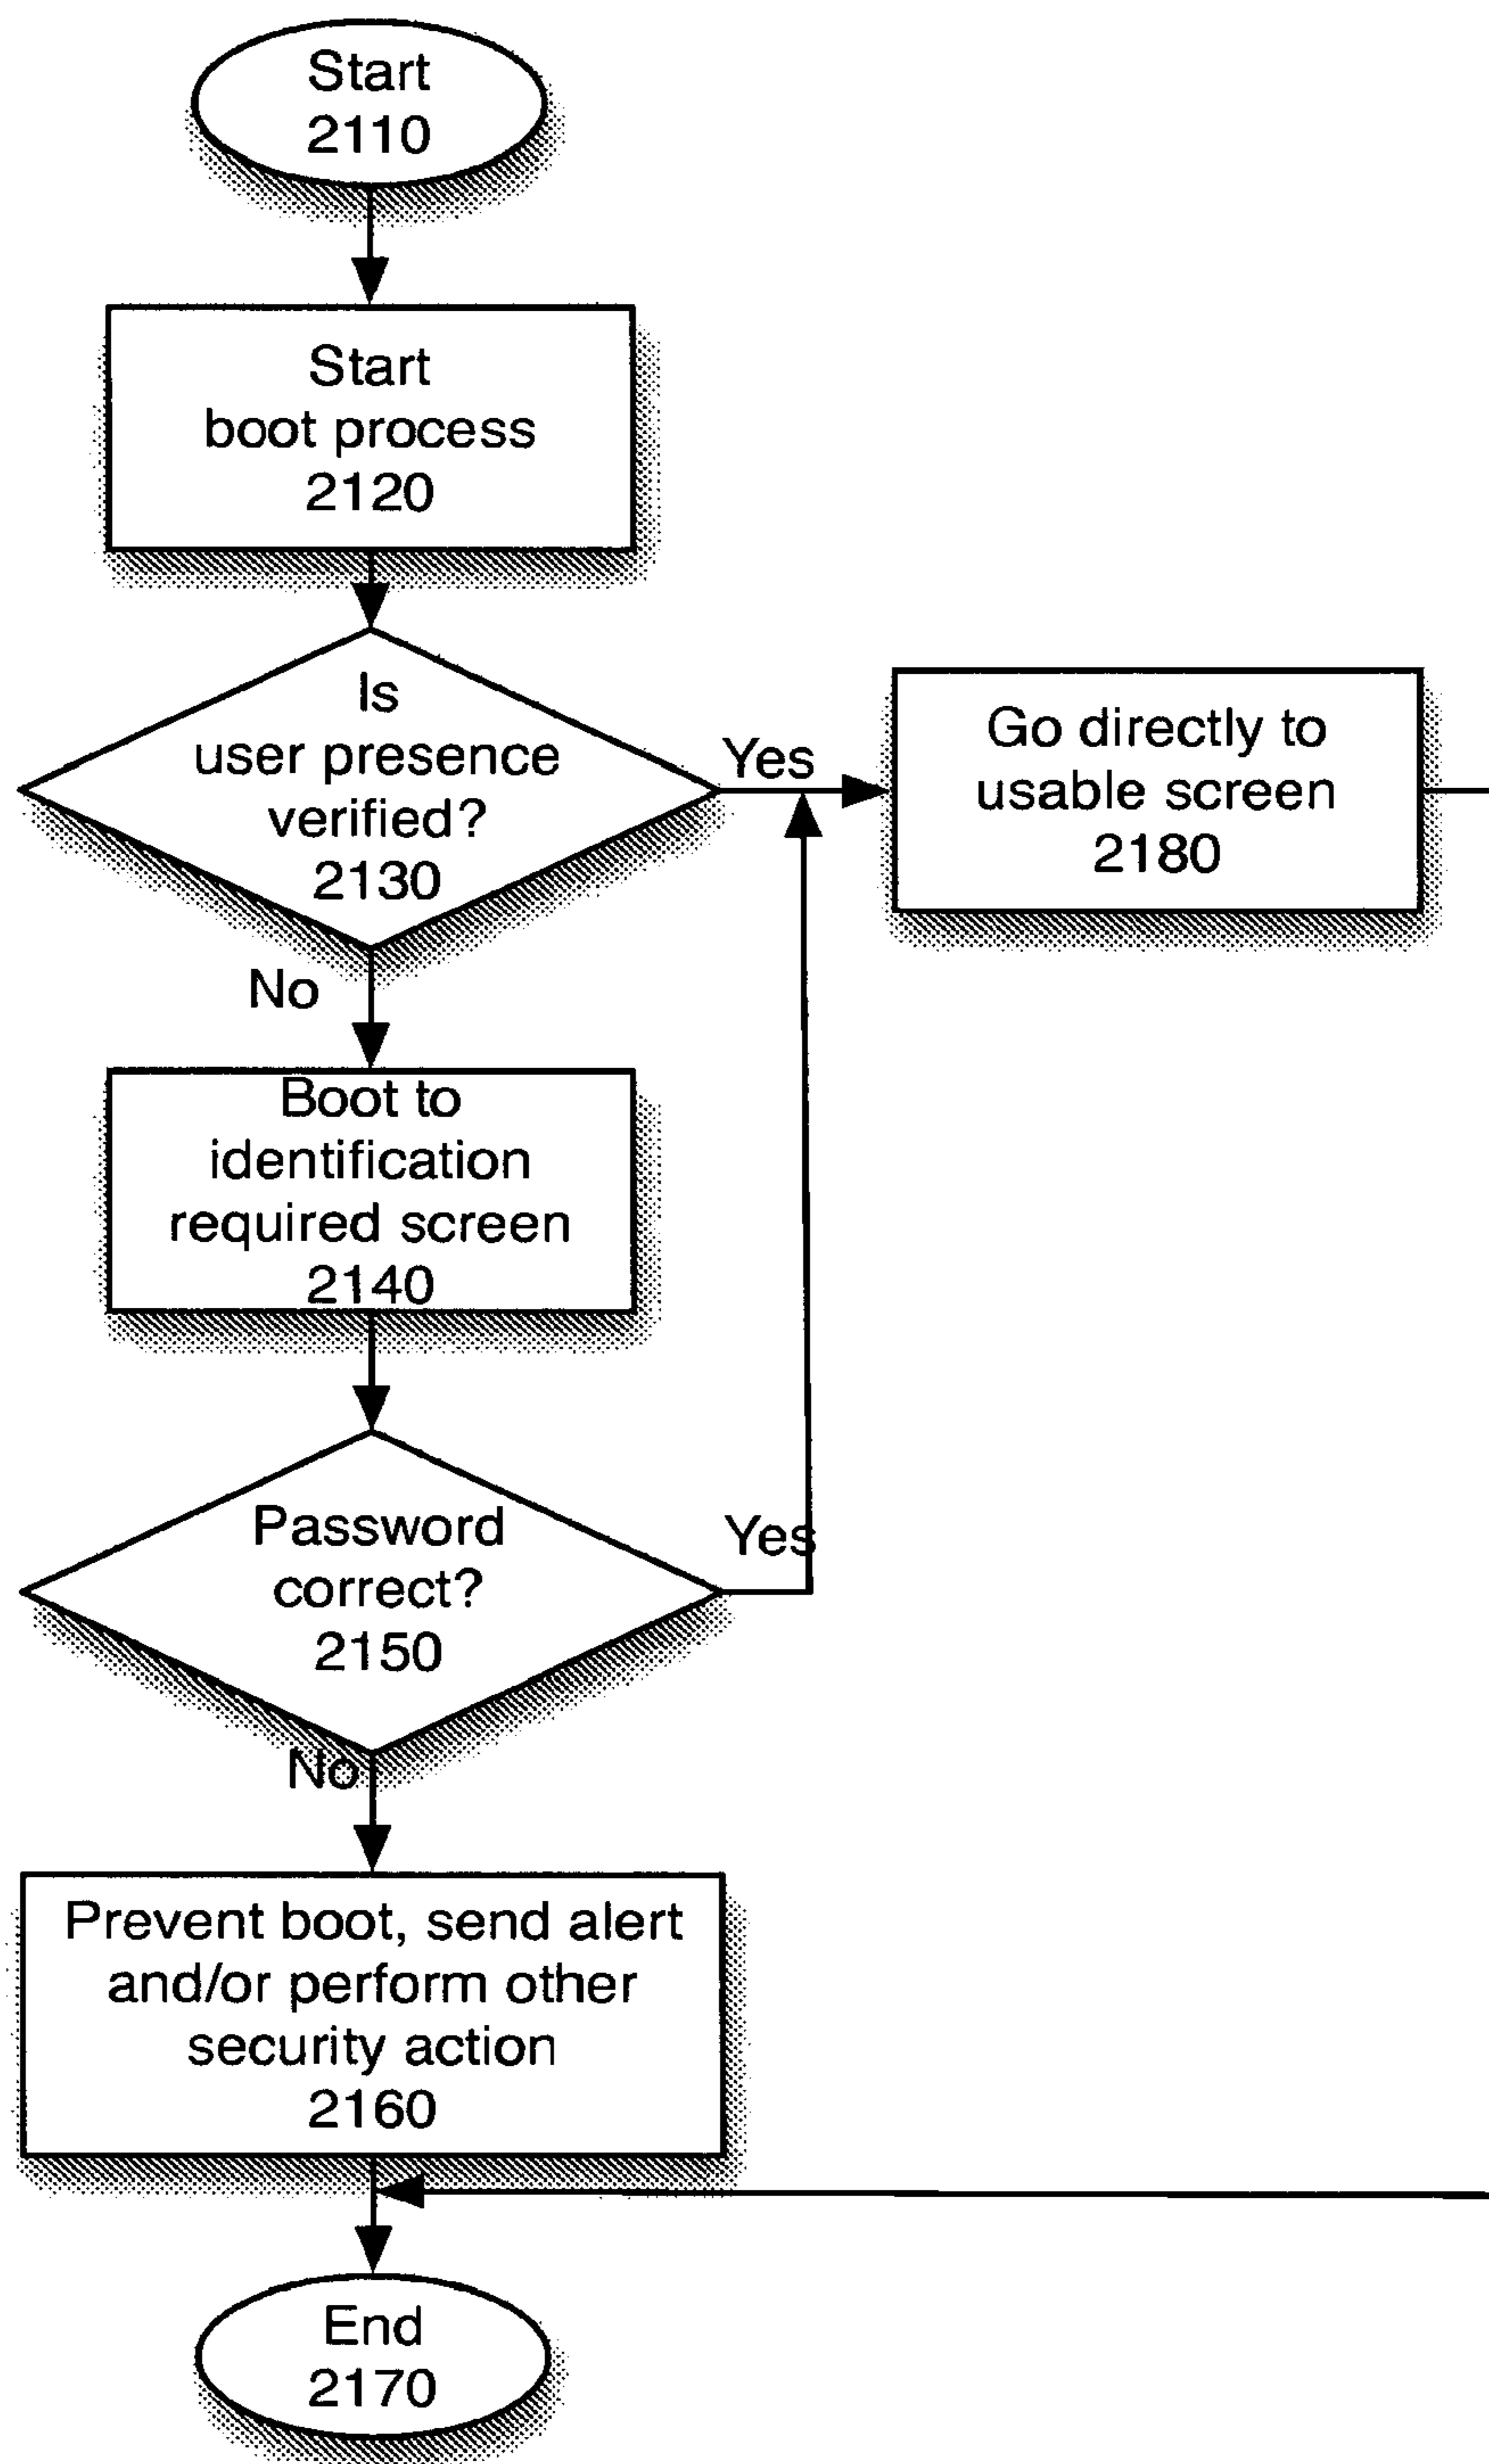 Start
2110
Start
boot process
2120
Is
user presence
verified?
2130
Yes
Go directly to
usable screen
2180
No
Boot to
identification
required screen
2140
Password
correct?
2150
Yes
No
Prevent boot, send alert
and/or perform other
security action
2160
End
2170